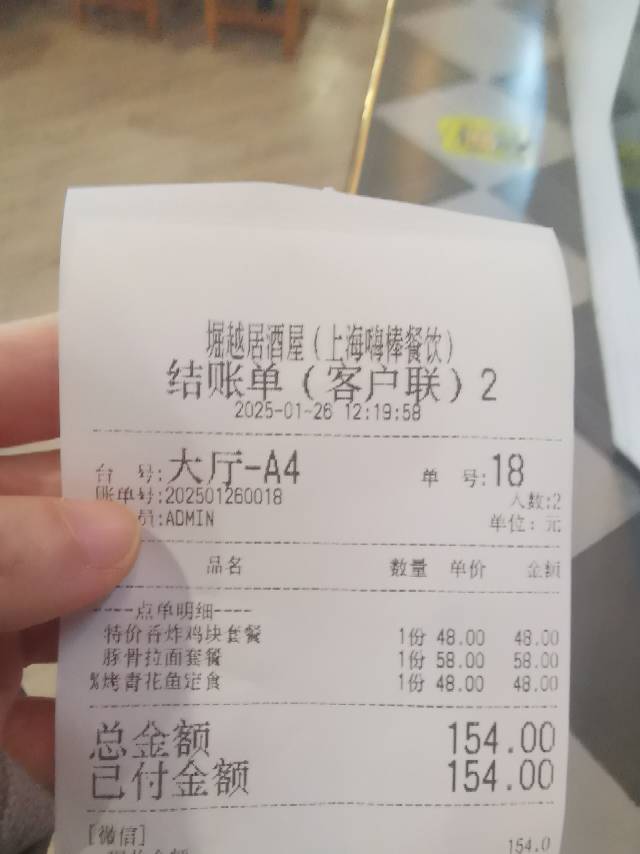 堀越居酒屋（上海嗨棒餐饮）
结账单（客户联）2
2025-01-26 12:19:58
台 号:大厅-A4 单 号:18
账单号:202501260018 人数:2
员:ADMIN 单位：元
品名 数量 单价 金额
----点单明细----
特价香炸鸡块套餐 1份 48.00 48.00
豚骨拉面套餐 1份 58.00 58.00
%烤青花鱼定食 1份 48.00 48.00
总金额 154.00
已付金额 154.00
[微信]
154.0